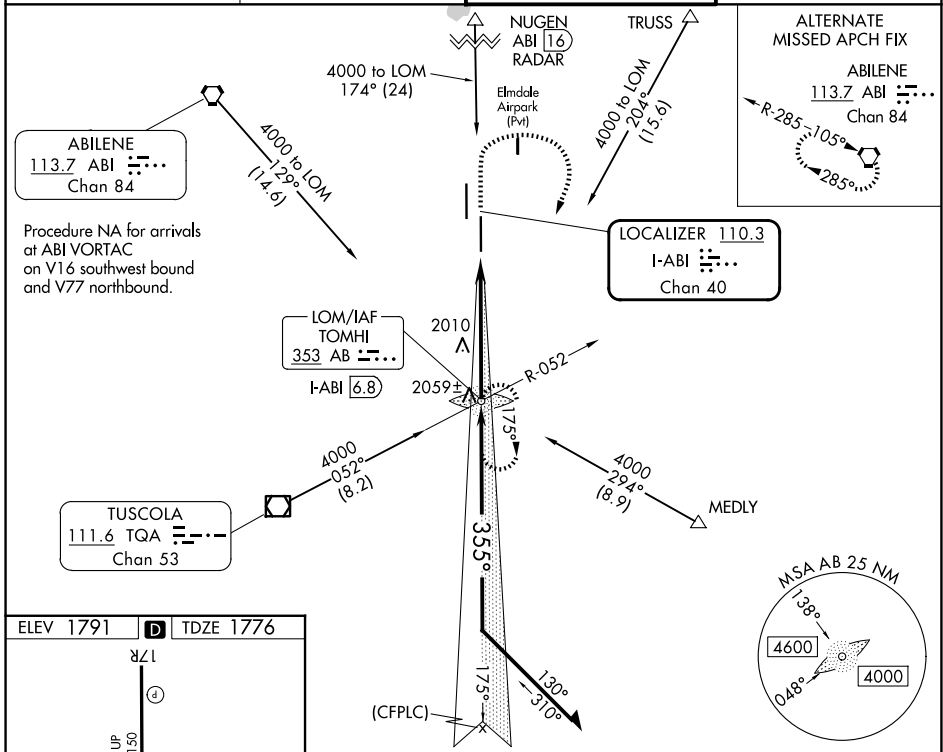 NUGEN
ABI 16
RADAR
TRUSS
ALTERNATE
MISSED APCH FIX
ABILENE
113.7 ABI
Chan 84
R-285
105°
285°
4000 to LOM
174° (24)
Elmdale
Airpark
(Pvt)
4000 to LOM
204°
(15.6)
ABILENE
113.7 ABI
Chan 84
4000 to LOM
129°
(14.6)
Procedure NA for arrivals
at ABI VORTAC
on V16 southwest bound
and V77 northbound.
LOCALIZER 110.3
I-ABI
Chan 40
LOM/IAF
TOMHI
353 AB
I-ABI 6.8
2010
2059±
R-052
175°
4000
052°
(8.2)
4000
294°
(8.9)
MEDLY
TUSCOLA
111.6 TQA
Chan 53
355°
MSA AB 25 NM
138°
4600
048°
4000
ELEV 1791
D
TDZE 1776
17R
P
UP
150
175°
(CFPLC)
130°
310°